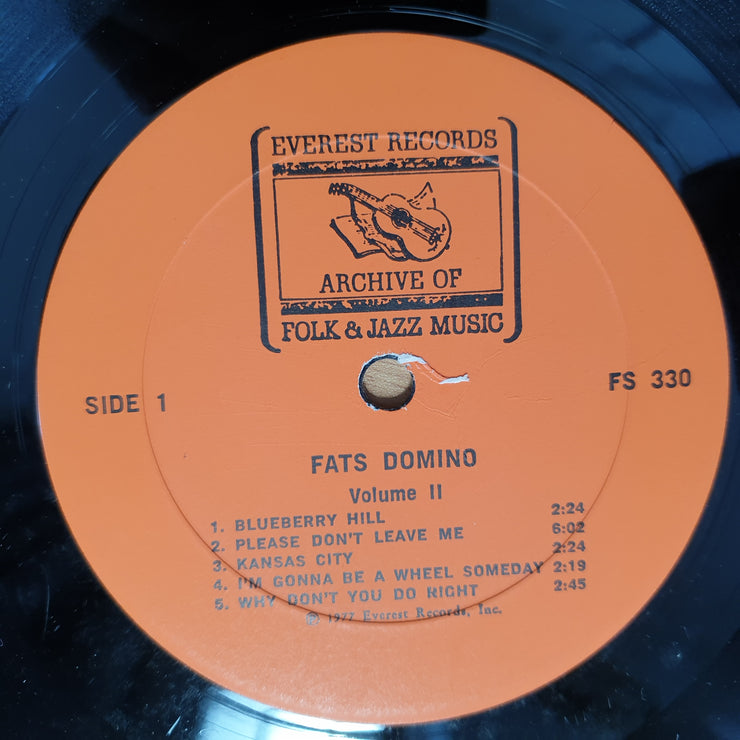 EVEREST RECORDS
ARCHIVE OF
FOLK & JAZZ MUSIC
SIDE 1
FS 330
FATS DOMINO
Volume II
1. BLUEBERRY HILL 2:24
2. PLEASE DON'T LEAVE ME 6:02
3. KANSAS CITY 2:24
4. I'M GONNA BE A WHEEL SOMEDAY 2:19
5. WHY DON'T YOU DO RIGHT 2:45
℗ 1977 Everest Records, Inc.